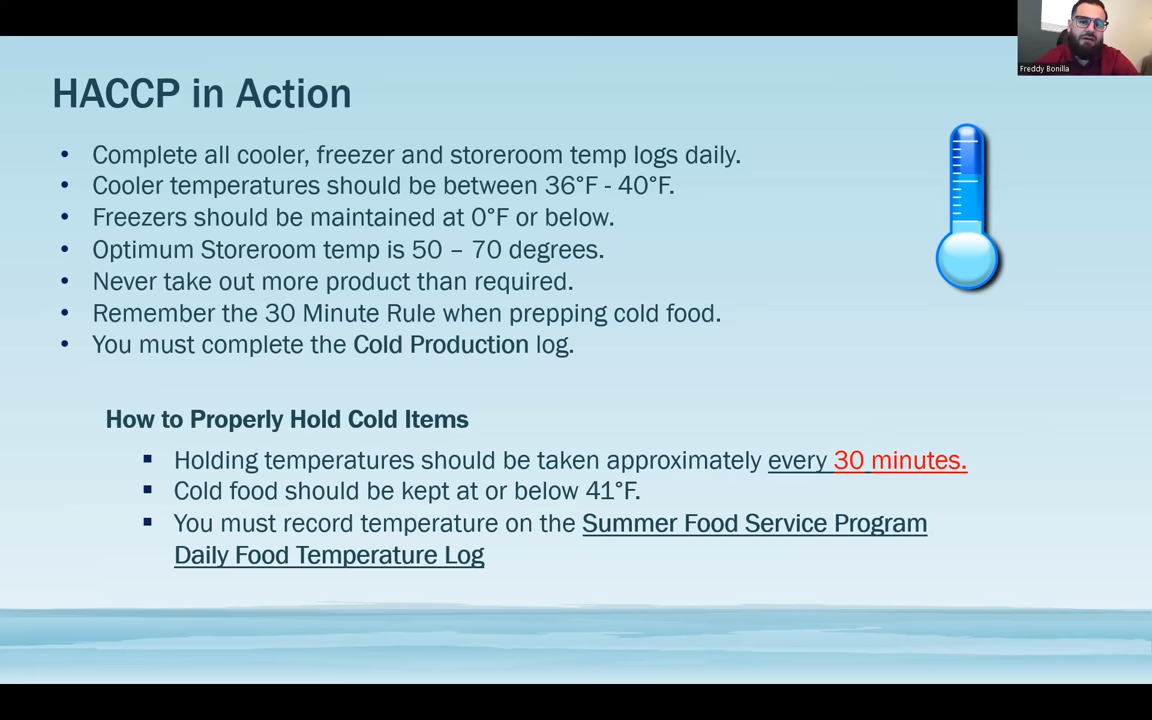 Freddy Bonilla
HACCP in Action
• Complete all cooler, freezer and storeroom temp logs daily.
• Cooler temperatures should be between 36°F - 40°F.
• Freezers should be maintained at 0°F or below.
• Optimum Storeroom temp is 50 – 70 degrees.
• Never take out more product than required.
• Remember the 30 Minute Rule when prepping cold food.
• You must complete the Cold Production log.
How to Properly Hold Cold Items
▪ Holding temperatures should be taken approximately every 30 minutes.
▪ Cold food should be kept at or below 41°F.
▪ You must record temperature on the Summer Food Service Program
Daily Food Temperature Log